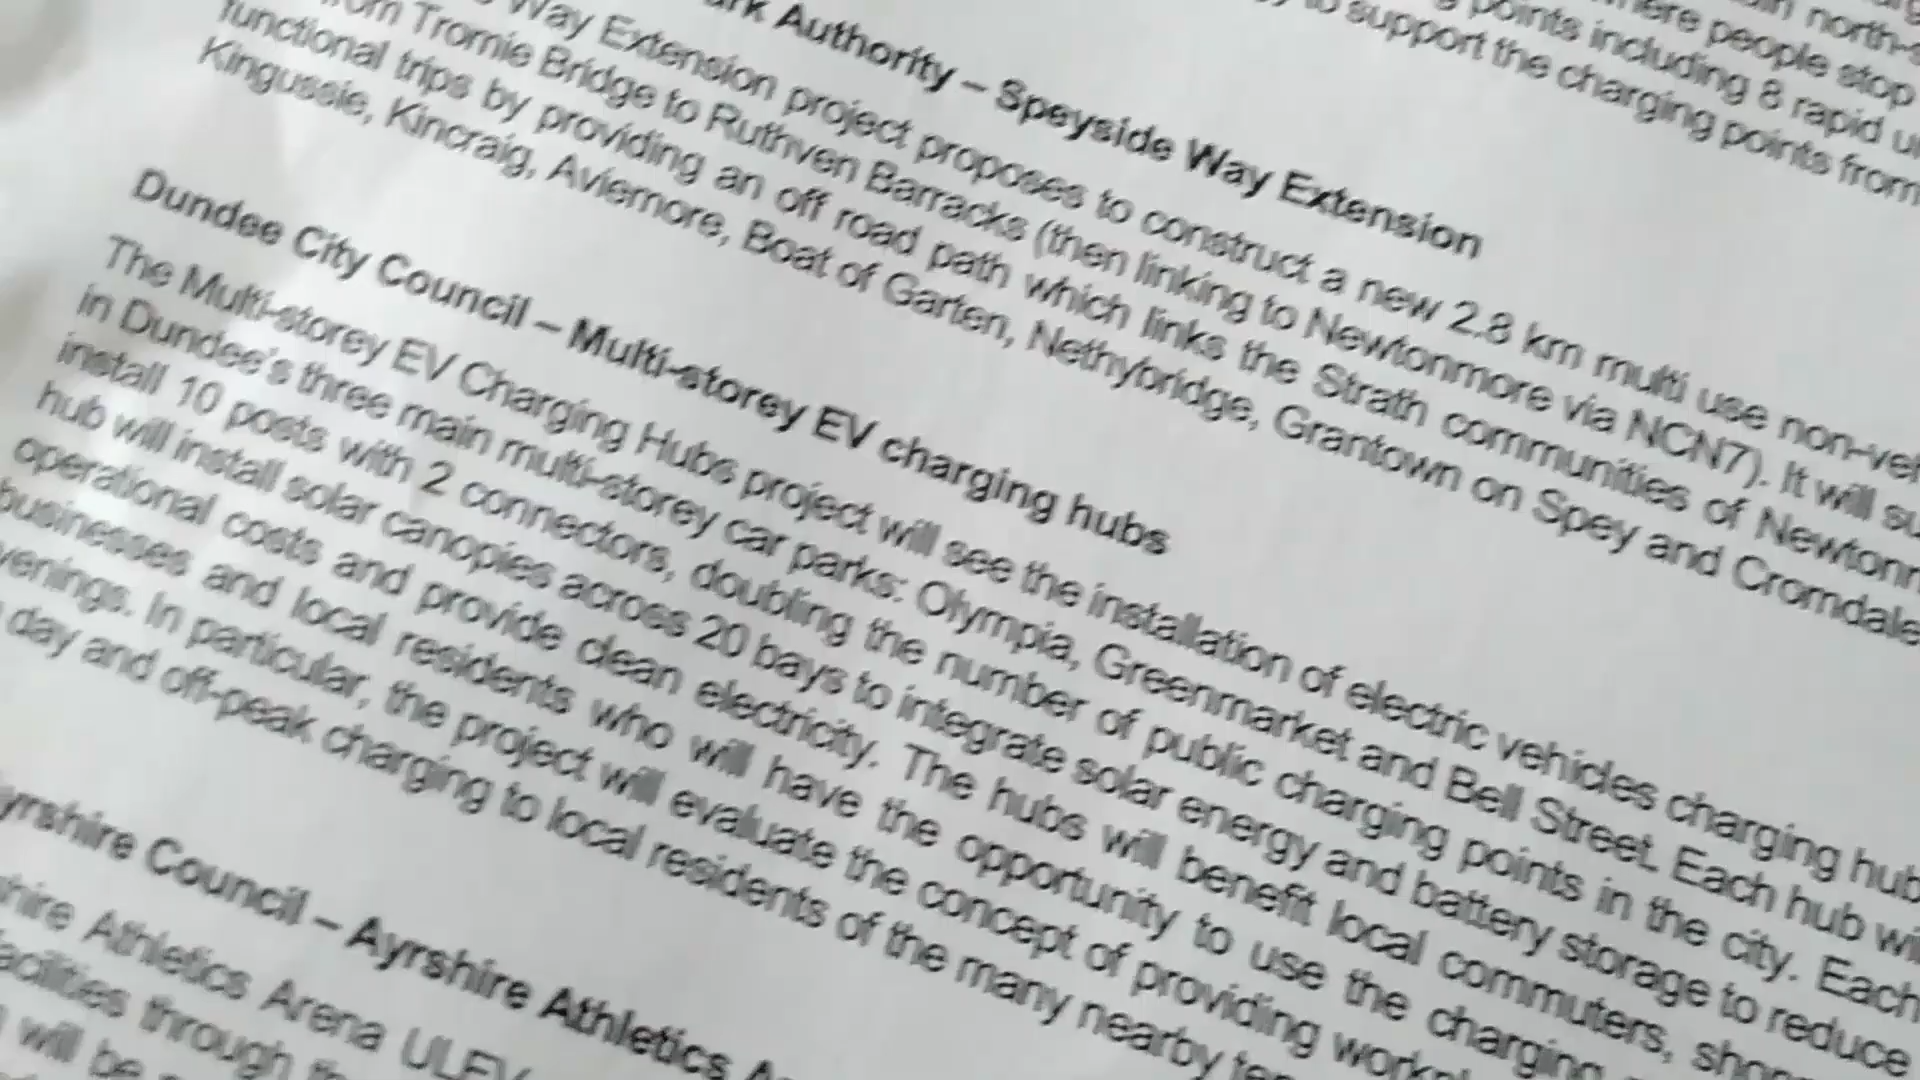 north-s
points including 8 rapid
where people stop
to support the charging points from
Authority – Speyside Way Extension
Way Extension project proposes to construct a new 2.8 km multi use non-veh
from Tromie Bridge to Ruthven Barracks (then linking to Newtonmore via NCN7). It will su
functional trips by providing an off road path which links the Strath communities of Newtonm
Kingussie, Kincraig, Aviemore, Boat of Garten, Nethybridge, Grantown on Spey and Cromdale
Dundee City Council – Multi-storey EV charging hubs
The Multi-storey EV Charging Hubs project will see the installation of electric vehicles charging hub
in Dundee's three main multi-storey car parks: Olympia, Greenmarket and Bell Street. Each hub wil
install 10 posts with 2 connectors, doubling the number of public charging points in the city. Each
hub will install solar canopies across 20 bays to integrate solar energy and battery storage to reduce
operational costs and provide clean electricity. The hubs will benefit local commuters, shop
businesses and local residents who will have the opportunity to use the charging
venings. In particular, the project will evaluate the concept of providing workpl
day and off-peak charging to local residents of the many nearby ten
yrshire Council – Ayrshire Athletics A
hire Athletics Arena ULEV
acilities through th
will be